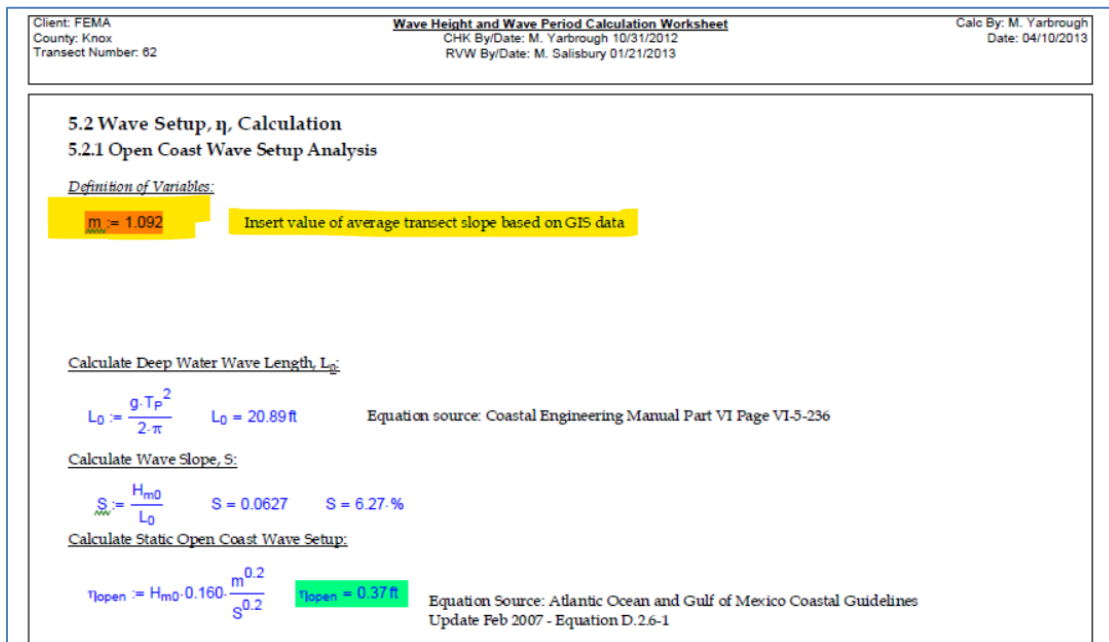 Client: FEMA
County: Knox
Transect Number: 62
Wave Height and Wave Period Calculation Worksheet
CHK By/Date: M. Yarbrough 10/31/2012
RVW By/Date: M. Salisbury 01/21/2013
Calc By: M. Yarbrough
Date: 04/10/2013
5.2 Wave Setup, η, Calculation
5.2.1 Open Coast Wave Setup Analysis
Definition of Variables:
m := 1.092 Insert value of average transect slope based on GIS data
Calculate Deep Water Wave Length, L₀:
L₀ := g·T_P² / 2·π L₀ = 20.89 ft Equation source: Coastal Engineering Manual Part VI Page VI-5-236
Calculate Wave Slope, S:
S := H_m0 / L₀ S = 0.0627 S = 6.27·%
Calculate Static Open Coast Wave Setup:
η_open := H_m0·0.160· m^0.2 / S^0.2 η_open = 0.37 ft Equation Source: Atlantic Ocean and Gulf of Mexico Coastal Guidelines
Update Feb 2007 - Equation D.2.6-1